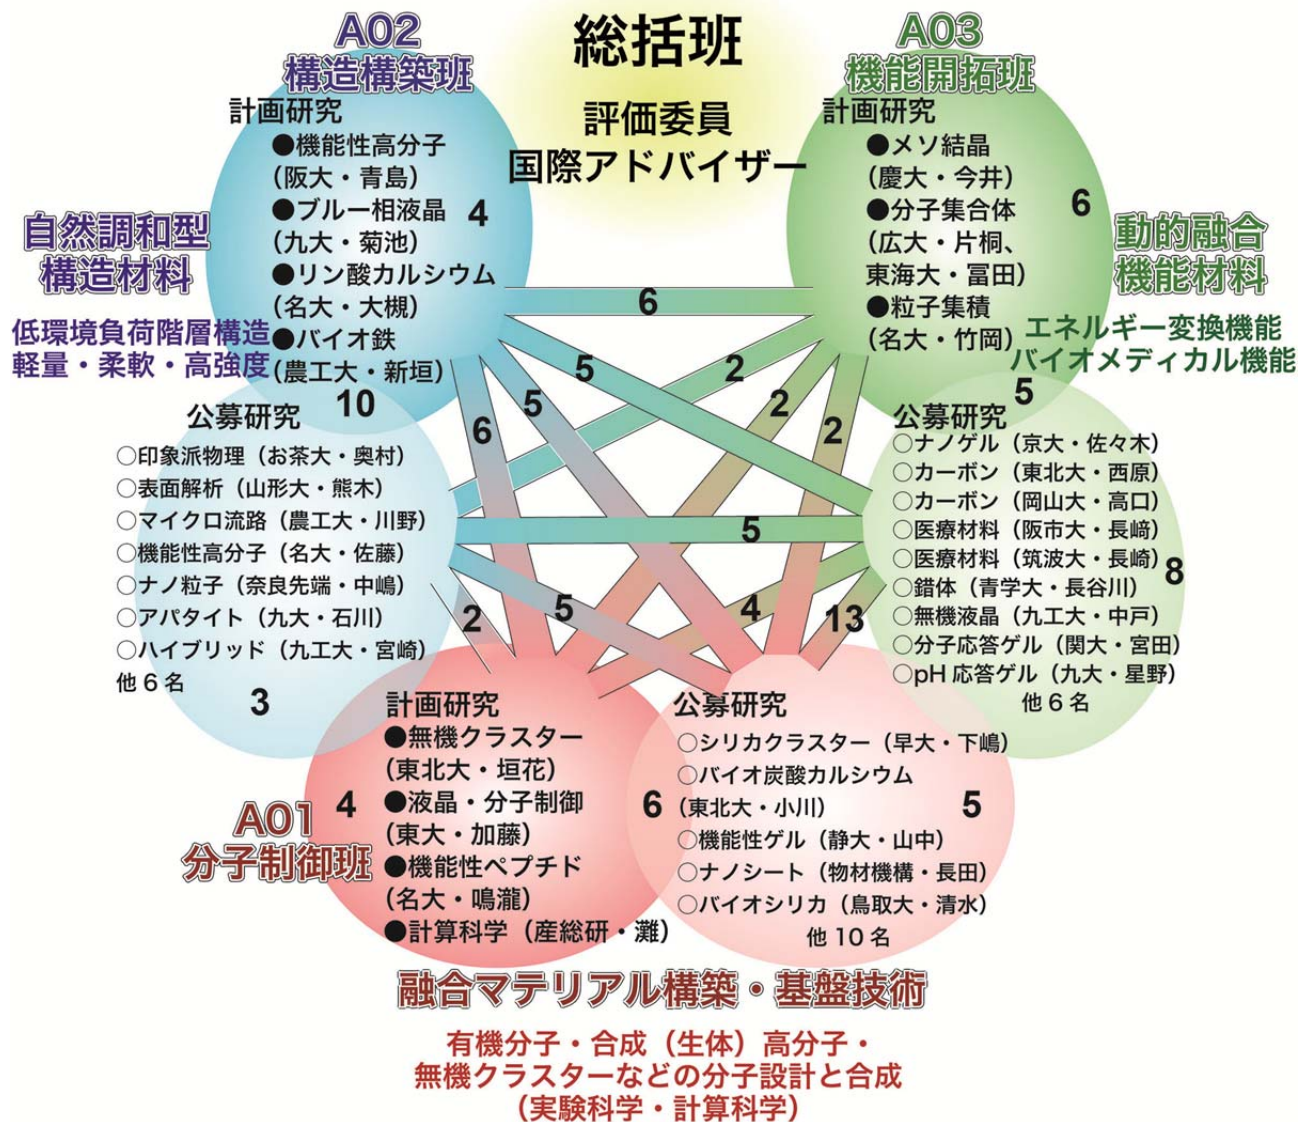 総括班
評価委員
国際アドバイザー
A02
構造構築班
計画研究
●機能性高分子
(阪大・青島)
●ブルー相液晶
(九大・菊池)
●リン酸カルシウム
(名大・大槻)
●バイオ鉄
(農工大・新垣)
4
自然調和型
構造材料
低環境負荷階層構造
軽量・柔軟・高強度
10
公募研究
○印象派物理（お茶大・奥村）
○表面解析（山形大・熊木）
○マイクロ流路（農工大・川野）
○機能性高分子（名大・佐藤）
○ナノ粒子（奈良先端・中嶋）
○アパタイト（九大・石川）
○ハイブリッド（九工大・宮崎）
他 6 名
3
A03
機能開拓班
計画研究
●メソ結晶
(慶大・今井)
●分子集合体
(広大・片桐、
東海大・冨田)
●粒子集積
(名大・竹岡)
6
動的融合
機能材料
エネルギー変換機能
バイオメディカル機能
5
公募研究
○ナノゲル（京大・佐々木）
○カーボン（東北大・西原）
○カーボン（岡山大・高口）
○医療材料（阪市大・長﨑）
○医療材料（筑波大・長崎）
○錯体（青学大・長谷川）
○無機液晶（九工大・中戸）
○分子応答ゲル（関大・宮田）
○pH 応答ゲル（九大・星野）
他 6 名
8
6
5
2
6
5
2
2
5
2
5
4
13
A01
分子制御班
計画研究
●無機クラスター
(東北大・垣花)
●液晶・分子制御
(東大・加藤)
●機能性ペプチド
(名大・鳴瀧)
●計算科学（産総研・灘）
4
6
公募研究
○シリカクラスター（早大・下嶋）
○バイオ炭酸カルシウム
(東北大・小川)
○機能性ゲル（静大・山中）
○ナノシート（物材機構・長田）
○バイオシリカ（鳥取大・清水）
他 10 名
5
融合マテリアル構築・基盤技術
有機分子・合成（生体）高分子・
無機クラスターなどの分子設計と合成
（実験科学・計算科学）